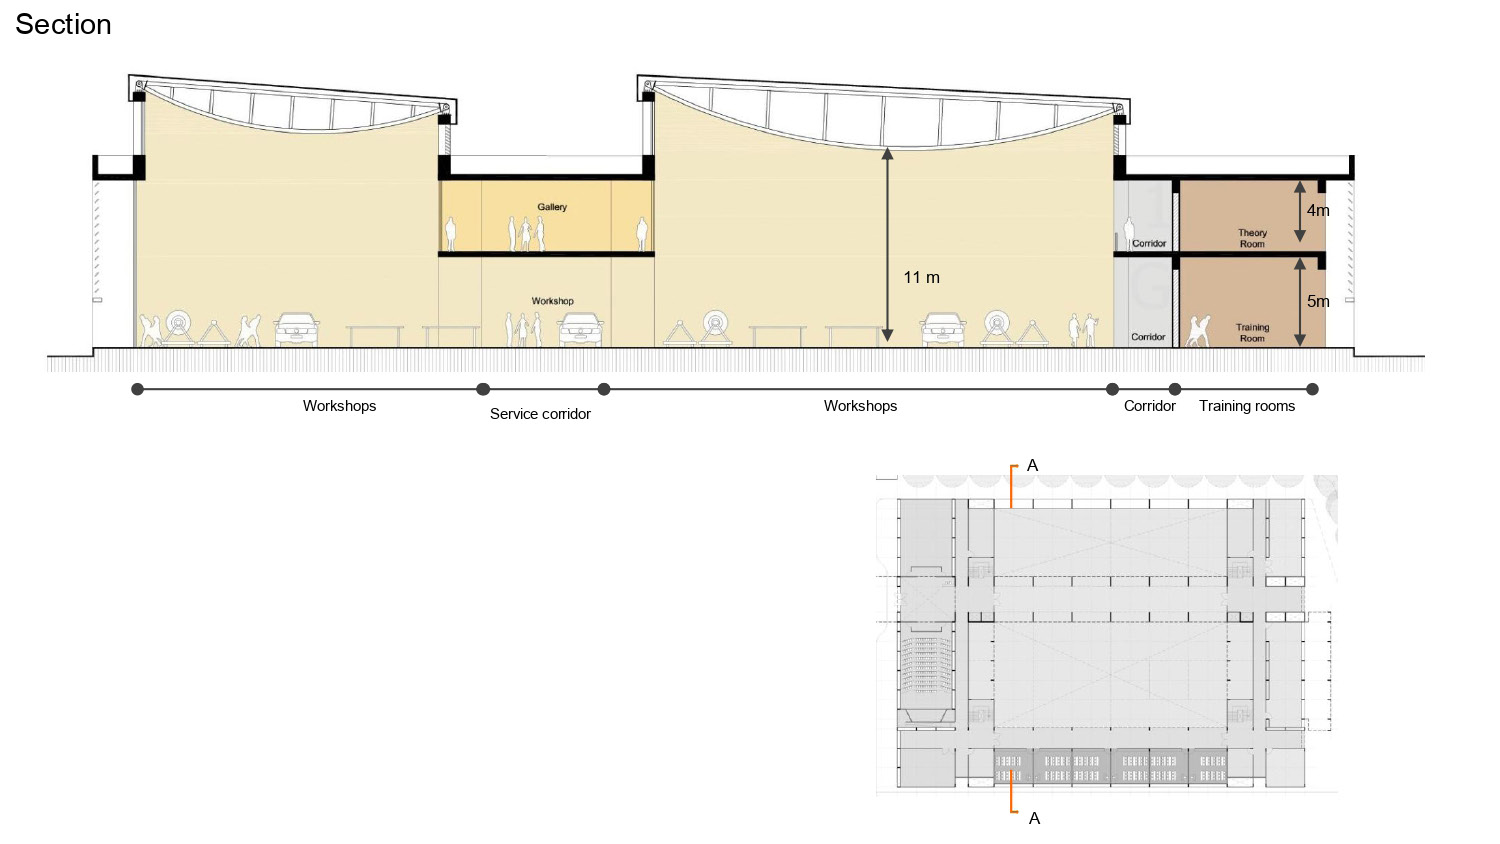 Section
Gallery
4m
Theory
Room
1
Corridor
11 m
G
Workshop
5m
Training
Room
Corridor
Workshops
Service corridor
Workshops
Corridor
Training rooms
A
A